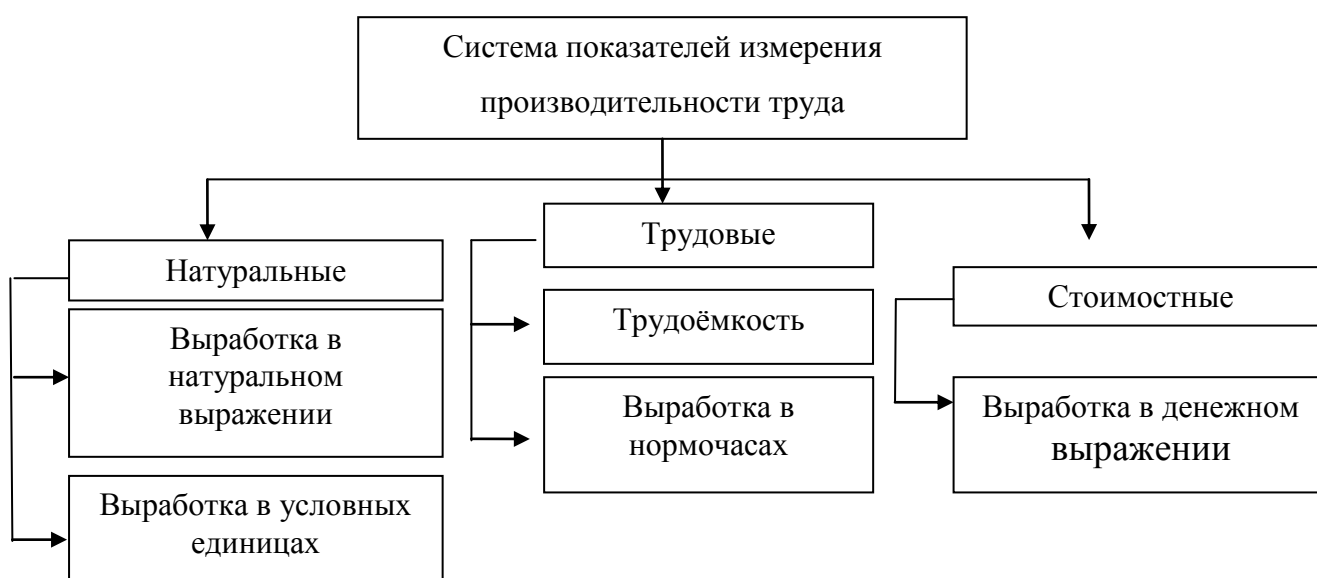 Система показателей измерения
производительности труда
Натуральные
Выработка в
натуральном
выражении
Выработка в условных
единицах
Трудовые
Трудоёмкость
Выработка в
нормочасах
Стоимостные
Выработка в денежном
выражении